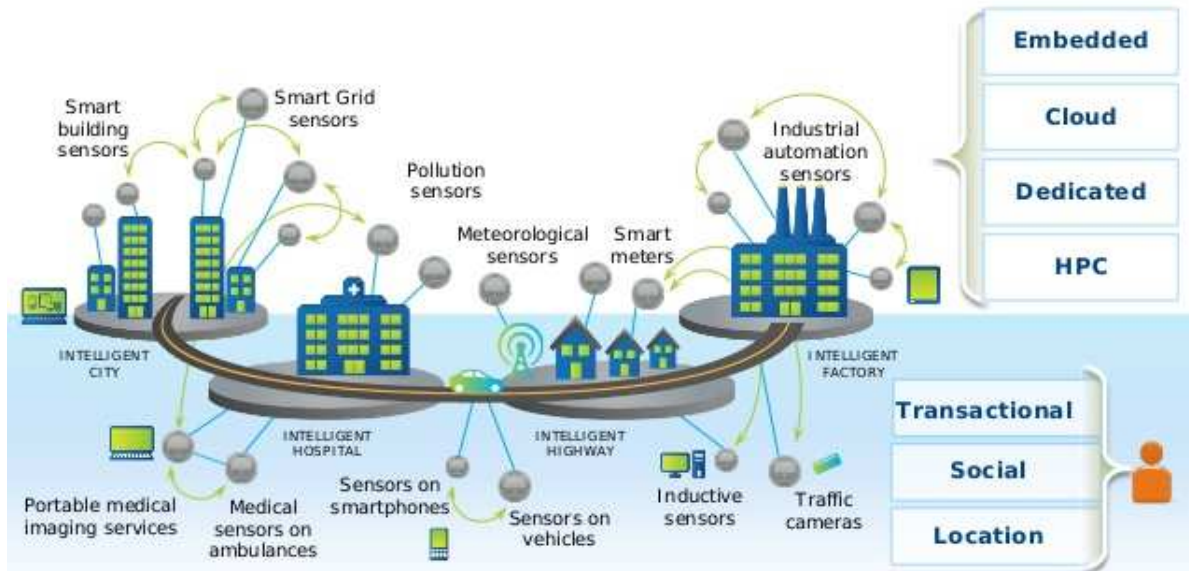 Smart
building
sensors
Smart Grid
sensors
Pollution
sensors
Meteorological
sensors
Smart
meters
Industrial
automation
sensors
Embedded
Cloud
Dedicated
HPC
INTELLIGENT
CITY
INTELLIGENT
HOSPITAL
INTELLIGENT
HIGHWAY
INTELLIGENT
FACTORY
Portable medical
imaging services
Medical
sensors on
ambulances
Sensors on
smartphones
Sensors on
vehicles
Inductive
sensors
Traffic
cameras
Transactional
Social
Location